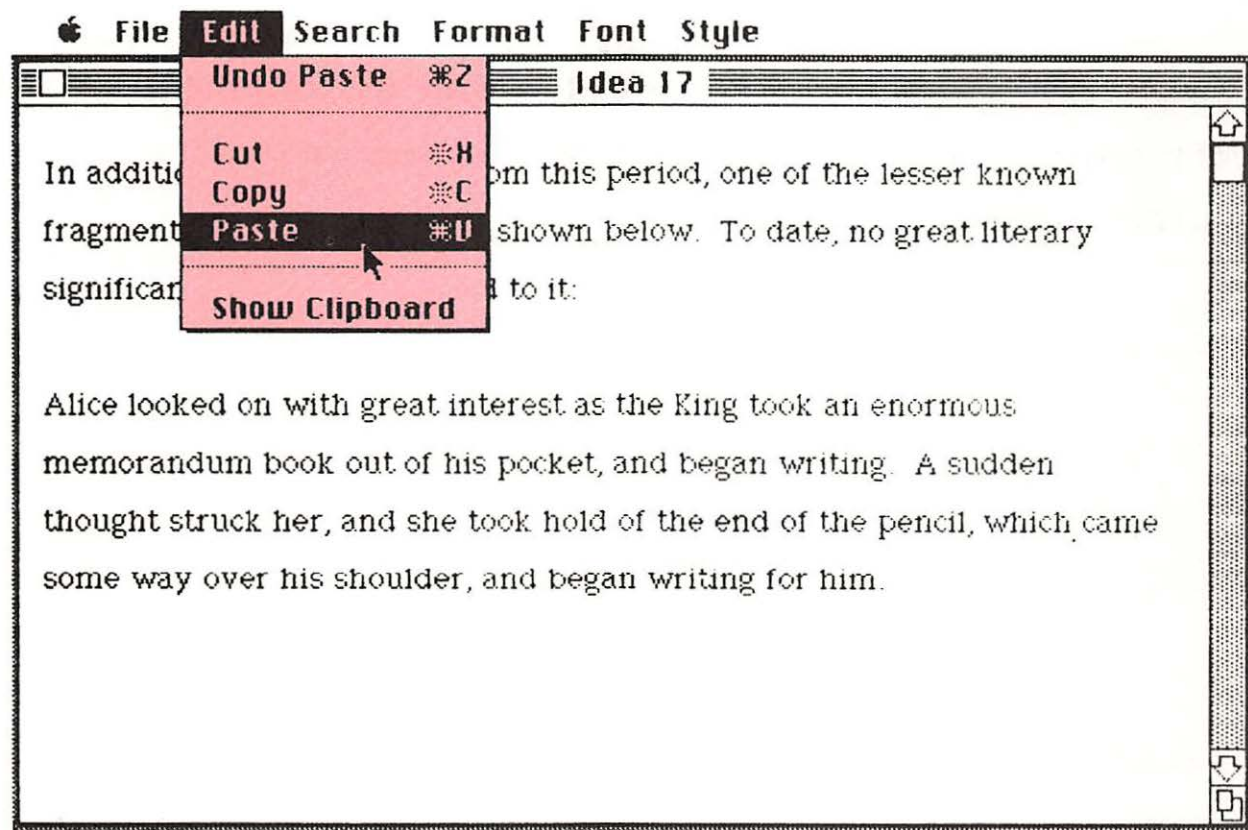 File Edit Search Format Font Style
Idea 17
Undo Paste ⌘Z
Cut ⌘X
Copy ⌘C
Paste ⌘V
Show Clipboard
In additi om this period, one of the lesser known
fragment shown below. To date, no great literary
significan to it:
Alice looked on with great interest as the King took an enormous
memorandum book out of his pocket, and began writing. A sudden
thought struck her, and she took hold of the end of the pencil, which came
some way over his shoulder, and began writing for him.